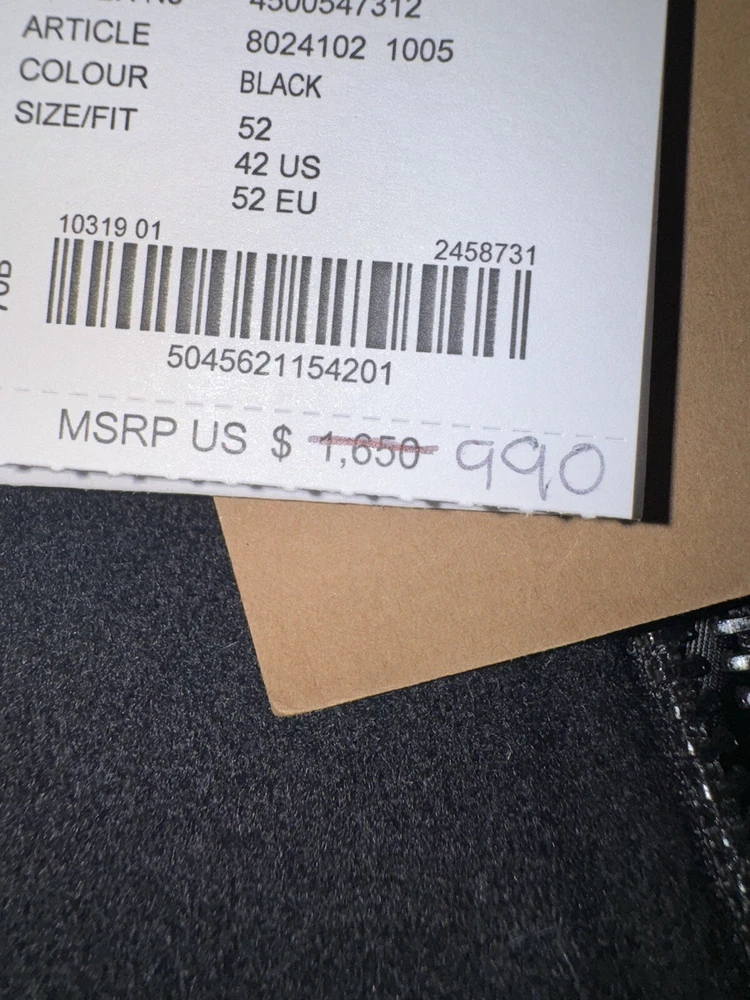 4500547312
ARTICLE 8024102 1005
COLOUR BLACK
SIZE/FIT 52
42 US
52 EU
10319 01 2458731
5045621154201
MSRP US $ 1,650 990